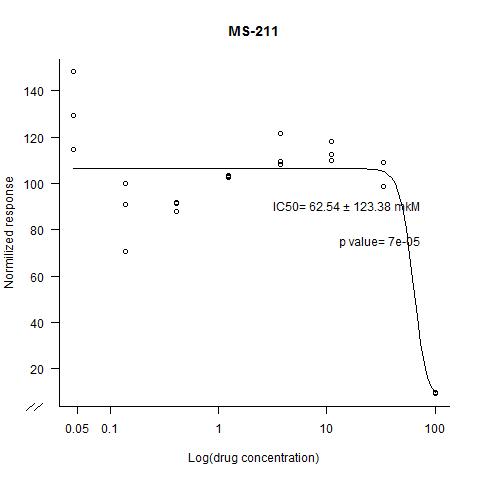 MS-211
Normilized response
140
120
100
80
60
40
20
IC50= 62.54 ± 123.38 mkM
p value= 7e-05
0.05 0.1 1 10 100
Log(drug concentration)